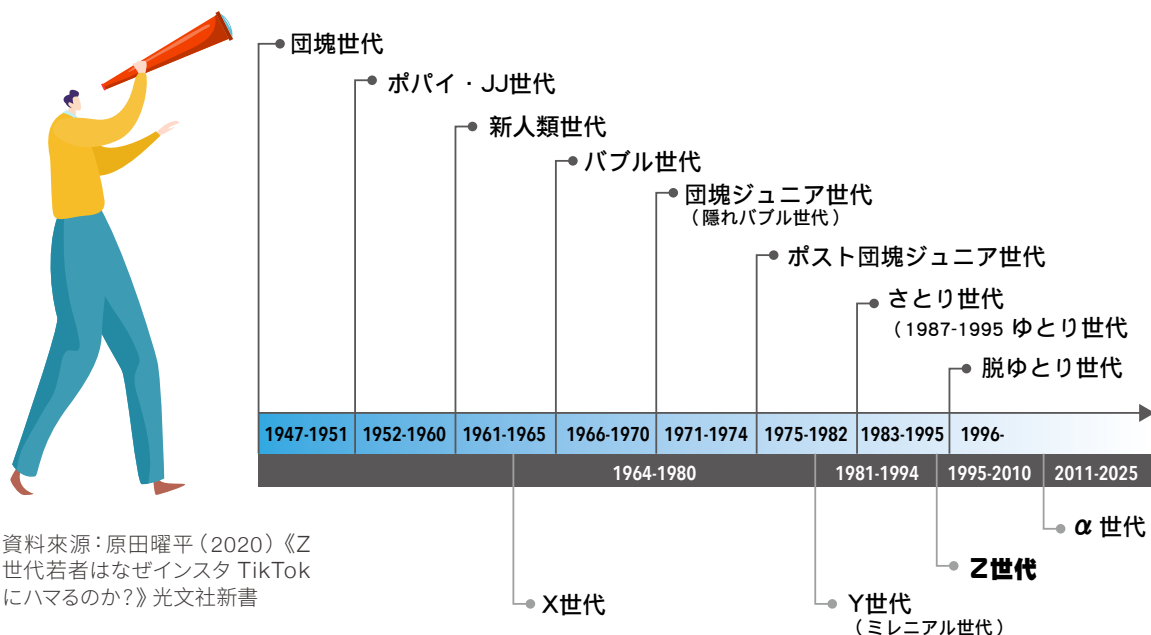 団塊世代
ポパイ・JJ世代
新人類世代
バブル世代
団塊ジュニア世代
（隠れバブル世代）
ポスト団塊ジュニア世代
さとり世代
（1987-1995 ゆとり世代
脱ゆとり世代
1947-1951 1952-1960 1961-1965 1966-1970 1971-1974 1975-1982 1983-1995 1996-
1964-1980 1981-1994 1995-2010 2011-2025
α 世代
Z世代
X世代
Y世代
（ミレニアル世代）
資料來源：原田曜平（2020）《Z
世代若者はなぜインスタ TikTok
にハマるのか？》光文社新書